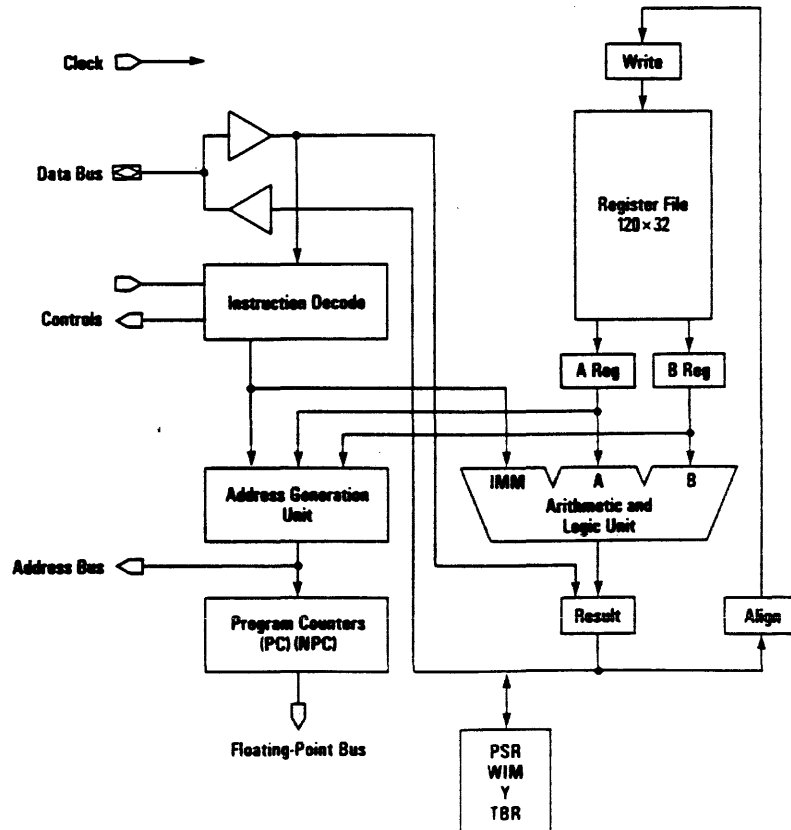 Clock
Write
Data Bus
Register File
120×32
Instruction Decode
Controls
A Reg
B Reg
IMM
A
B
Arithmetic and
Logic Unit
Address Generation
Unit
Address Bus
Program Counters
(PC) (NPC)
Result
Align
Floating-Point Bus
PSR
WIM
Y
TBR